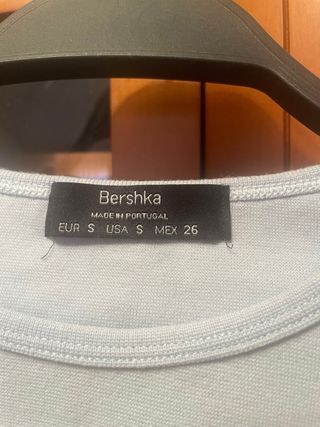 Bershka
MADE IN PORTUGAL
EUR S USA S MEX 26